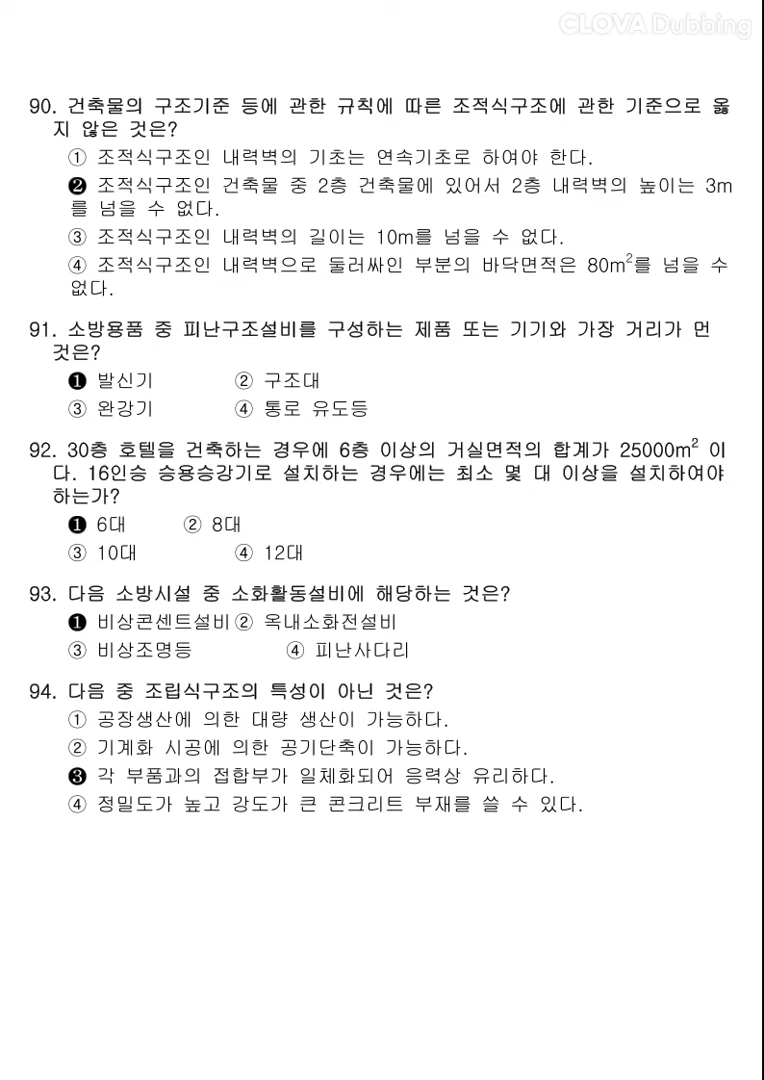 CLOVA Dubbing
90. 건축물의 구조기준 등에 관한 규칙에 따른 조적식구조에 관한 기준으로 옳
지 않은 것은?
① 조적식구조인 내력벽의 기초는 연속기초로 하여야 한다.
❷ 조적식구조인 건축물 중 2층 건축물에 있어서 2층 내력벽의 높이는 3m
를 넘을 수 없다.
③ 조적식구조인 내력벽의 길이는 10m를 넘을 수 없다.
④ 조적식구조인 내력벽으로 둘러싸인 부분의 바닥면적은 80m²를 넘을 수
없다.
91. 소방용품 중 피난구조설비를 구성하는 제품 또는 기기와 가장 거리가 먼
것은?
❶ 발신기 ② 구조대
③ 완강기 ④ 통로 유도등
92. 30층 호텔을 건축하는 경우에 6층 이상의 거실면적의 합계가 25000m² 이
다. 16인승 승용승강기로 설치하는 경우에는 최소 몇 대 이상을 설치하여야
하는가?
❶ 6대 ② 8대
③ 10대 ④ 12대
93. 다음 소방시설 중 소화활동설비에 해당하는 것은?
❶ 비상콘센트설비 ② 옥내소화전설비
③ 비상조명등 ④ 피난사다리
94. 다음 중 조립식구조의 특성이 아닌 것은?
① 공장생산에 의한 대량 생산이 가능하다.
② 기계화 시공에 의한 공기단축이 가능하다.
❸ 각 부품과의 접합부가 일체화되어 응력상 유리하다.
④ 정밀도가 높고 강도가 큰 콘크리트 부재를 쓸 수 있다.